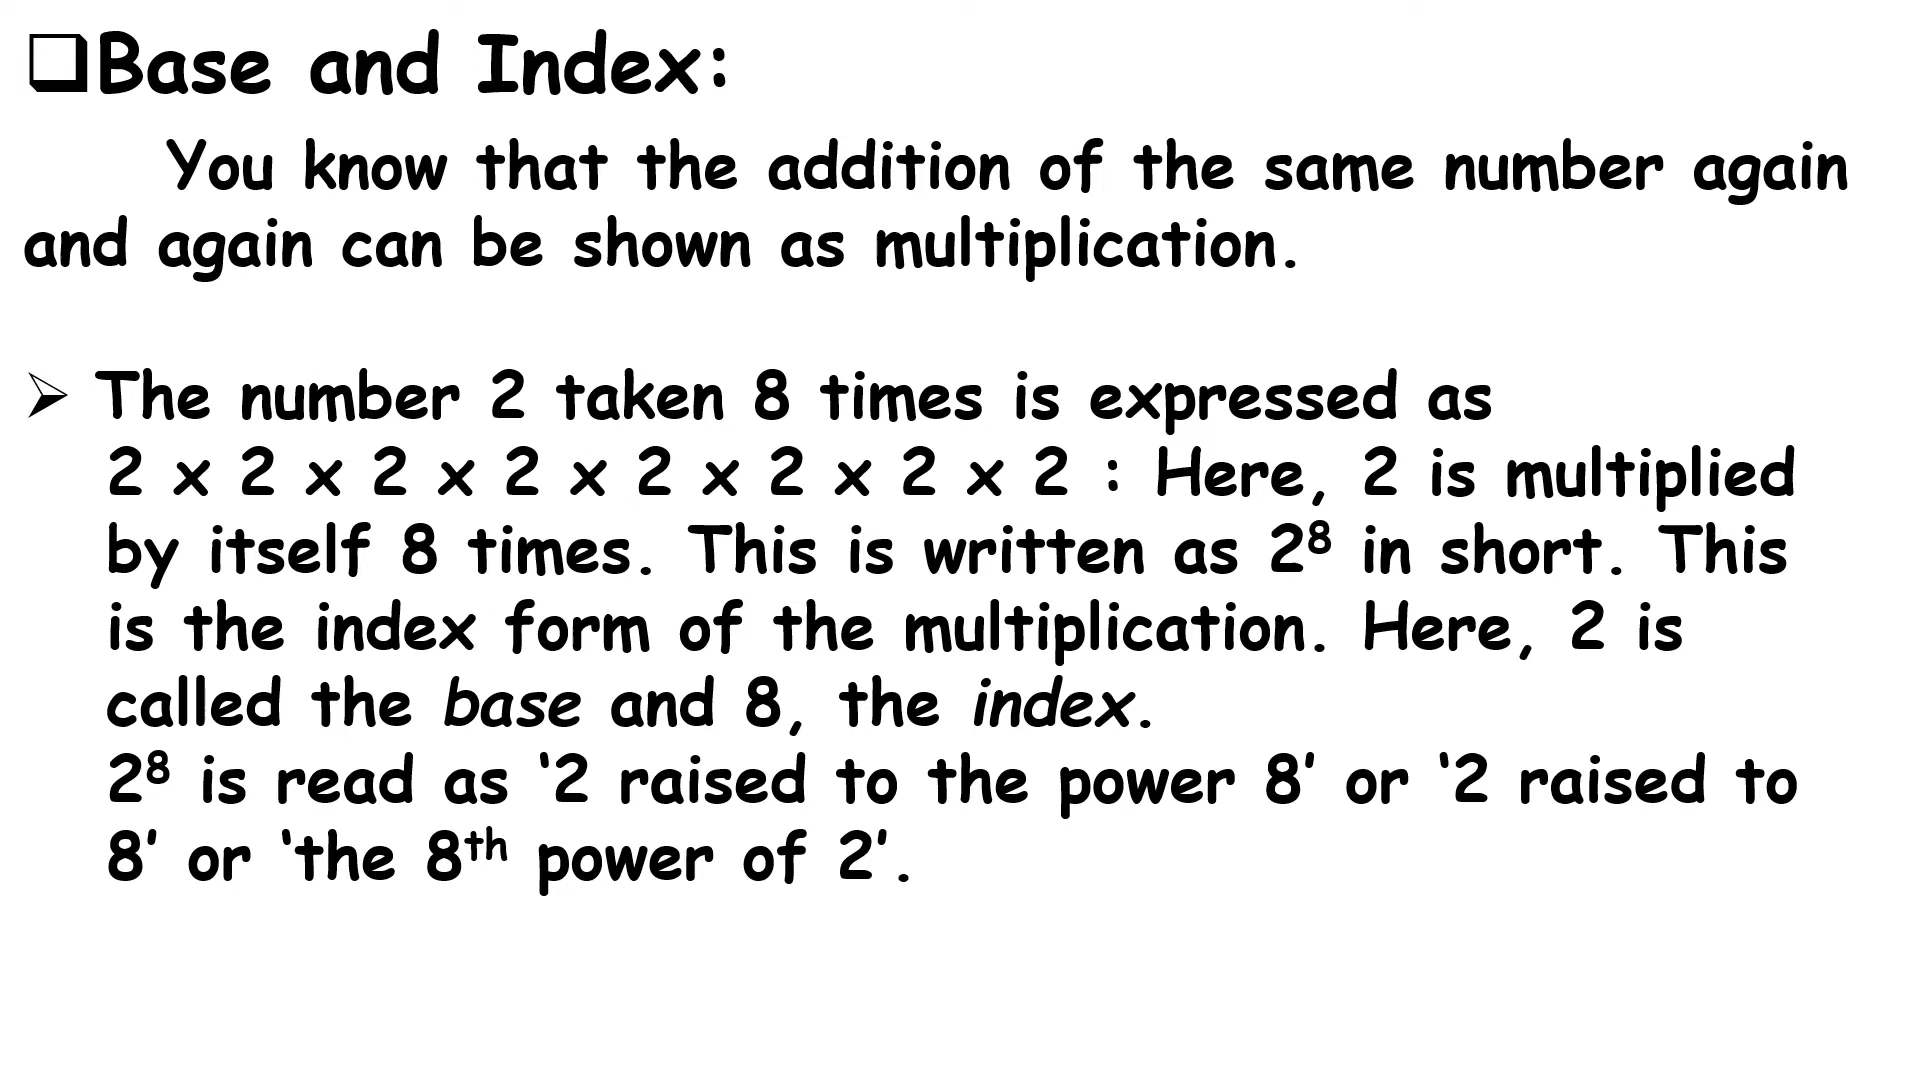 ❑Base and Index:
You know that the addition of the same number again
and again can be shown as multiplication.
➢ The number 2 taken 8 times is expressed as
2 x 2 x 2 x 2 x 2 x 2 x 2 x 2 : Here, 2 is multiplied
by itself 8 times. This is written as 2⁸ in short. This
is the index form of the multiplication. Here, 2 is
called the base and 8, the index.
2⁸ is read as ‘2 raised to the power 8’ or ‘2 raised to
8’ or ‘the 8ᵗʰ power of 2’.